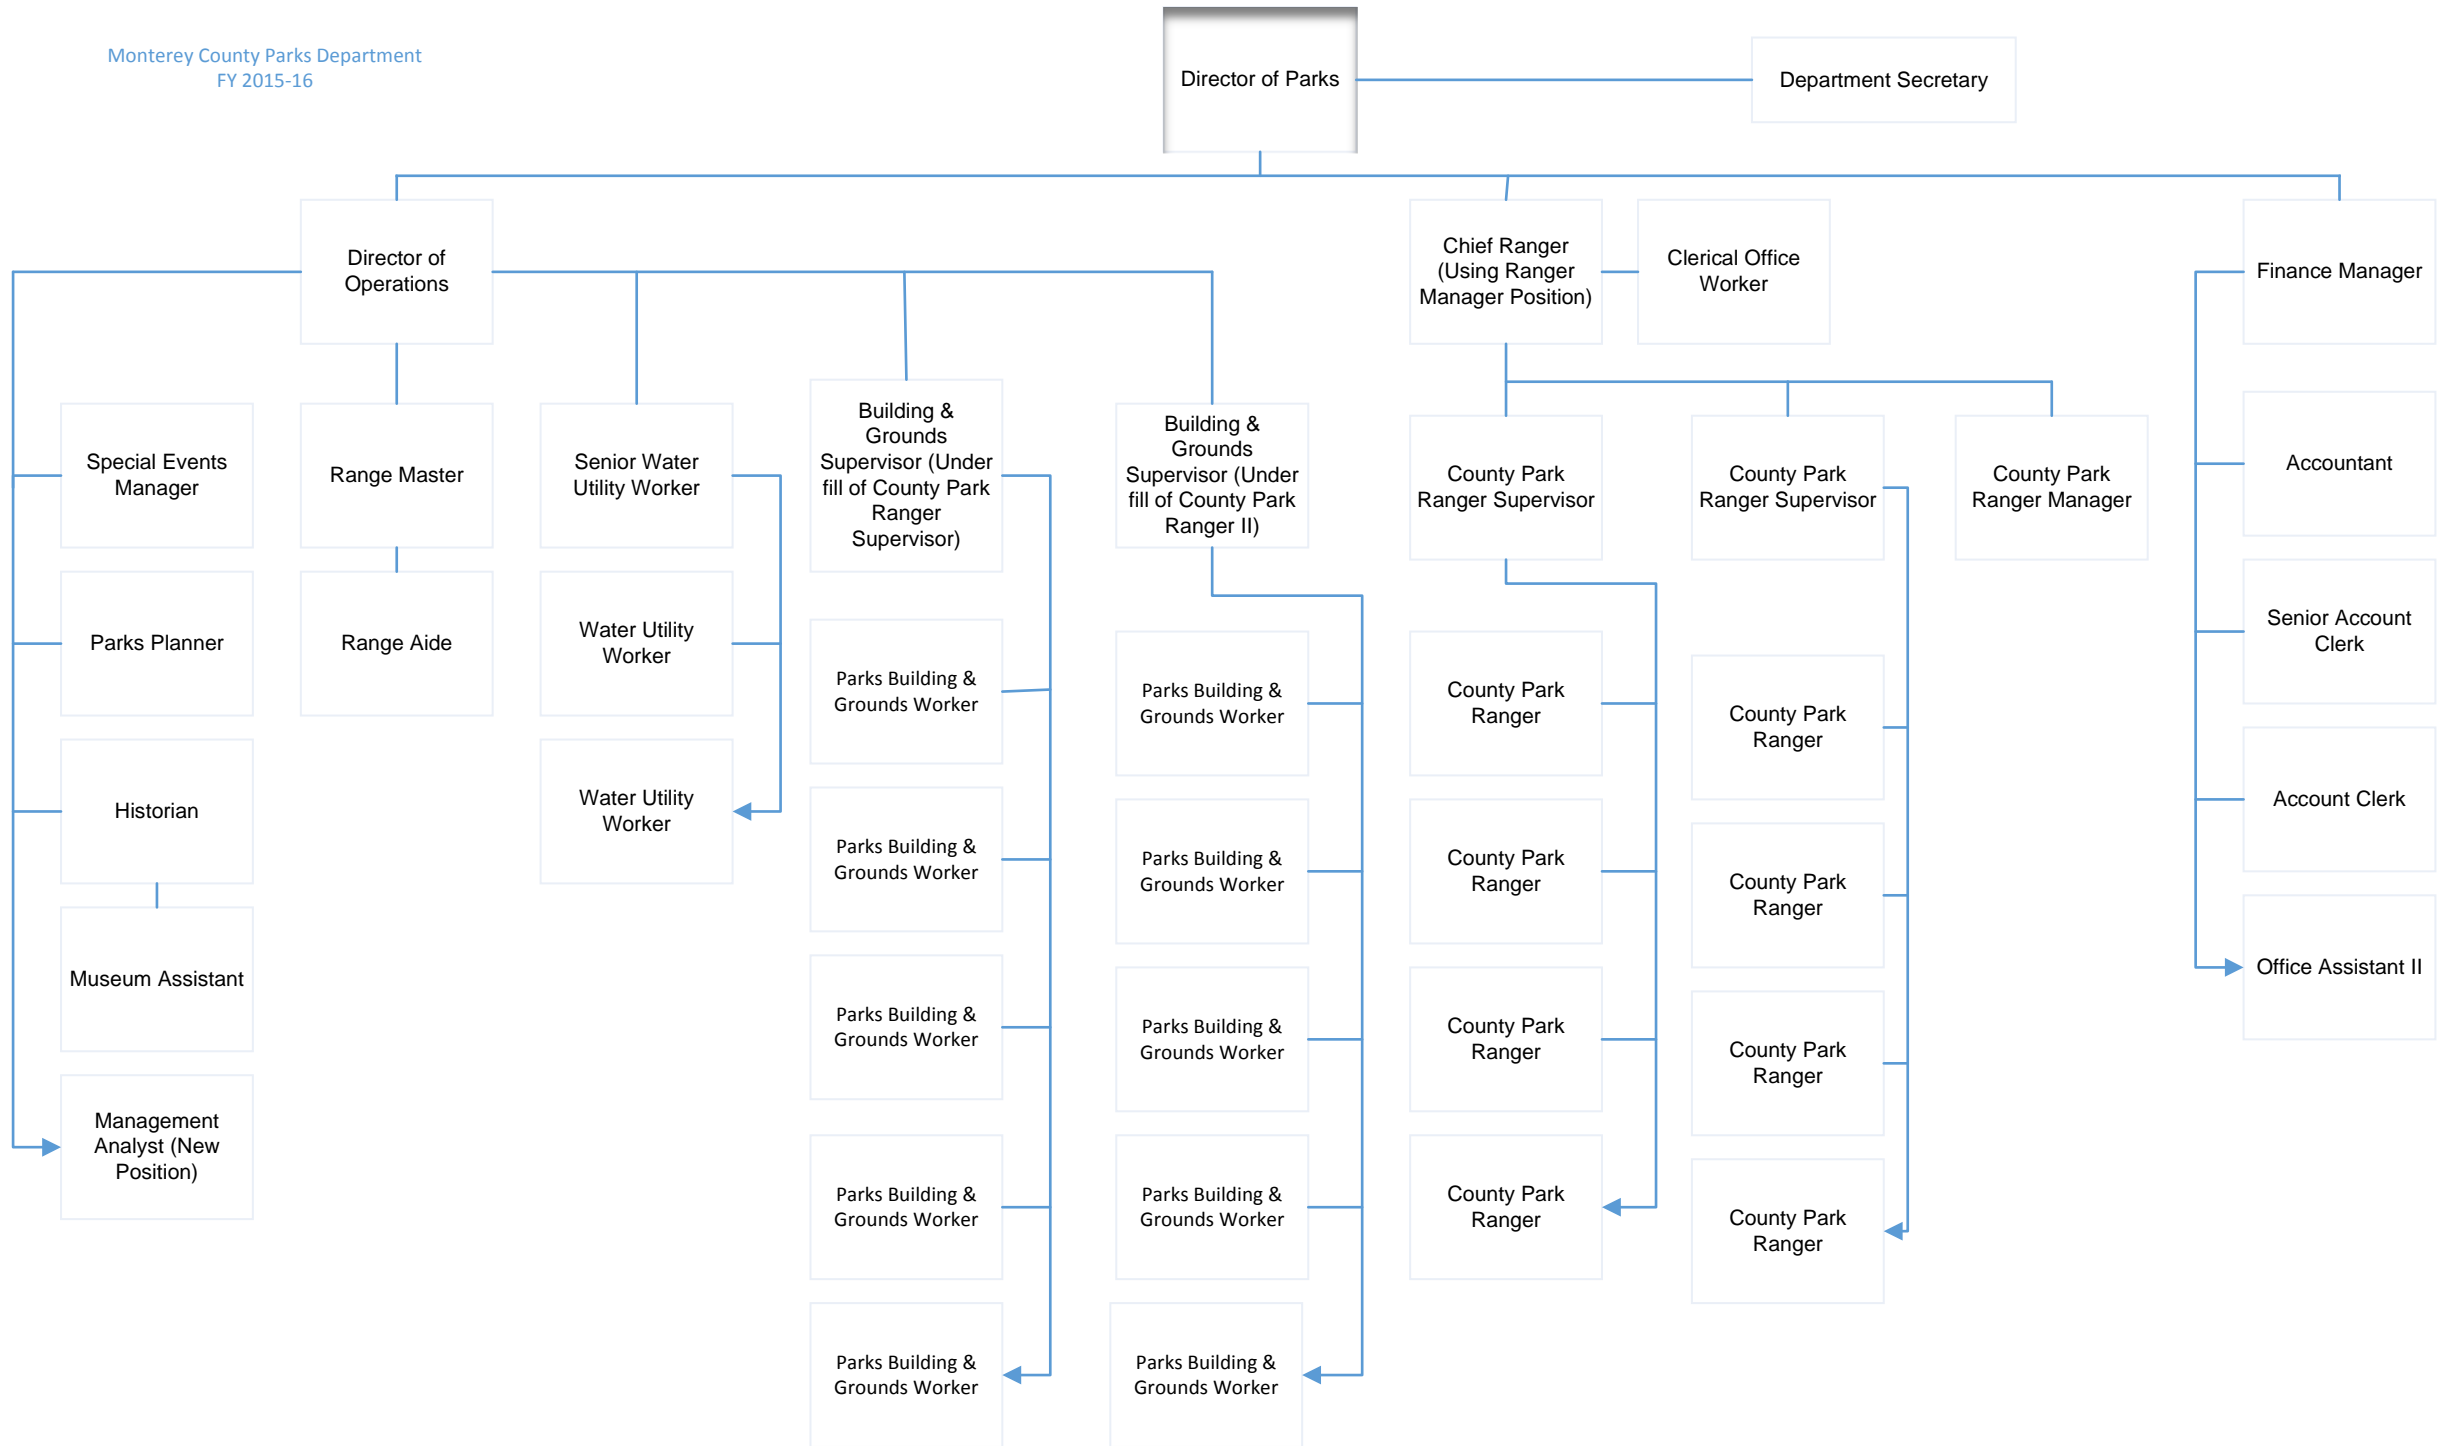 Monterey County Parks Department
FY 2015-16
Director of Parks
Department Secretary
Director of
Operations
Chief Ranger
(Using Ranger
Manager Position)
Clerical Office
Worker
Finance Manager
Special Events
Manager
Parks Planner
Historian
Museum Assistant
Management
Analyst (New
Position)
Range Master
Range Aide
Senior Water
Utility Worker
Water Utility
Worker
Water Utility
Worker
Building &
Grounds
Supervisor (Under
fill of County Park
Ranger
Supervisor)
Parks Building &
Grounds Worker
Parks Building &
Grounds Worker
Parks Building &
Grounds Worker
Parks Building &
Grounds Worker
Parks Building &
Grounds Worker
Building &
Grounds
Supervisor (Under
fill of County Park
Ranger II)
Parks Building &
Grounds Worker
Parks Building &
Grounds Worker
Parks Building &
Grounds Worker
Parks Building &
Grounds Worker
Parks Building &
Grounds Worker
County Park
Ranger Supervisor
County Park
Ranger
County Park
Ranger
County Park
Ranger
County Park
Ranger
County Park
Ranger Supervisor
County Park
Ranger
County Park
Ranger
County Park
Ranger
County Park
Ranger
County Park
Ranger Manager
Accountant
Senior Account
Clerk
Account Clerk
Office Assistant II